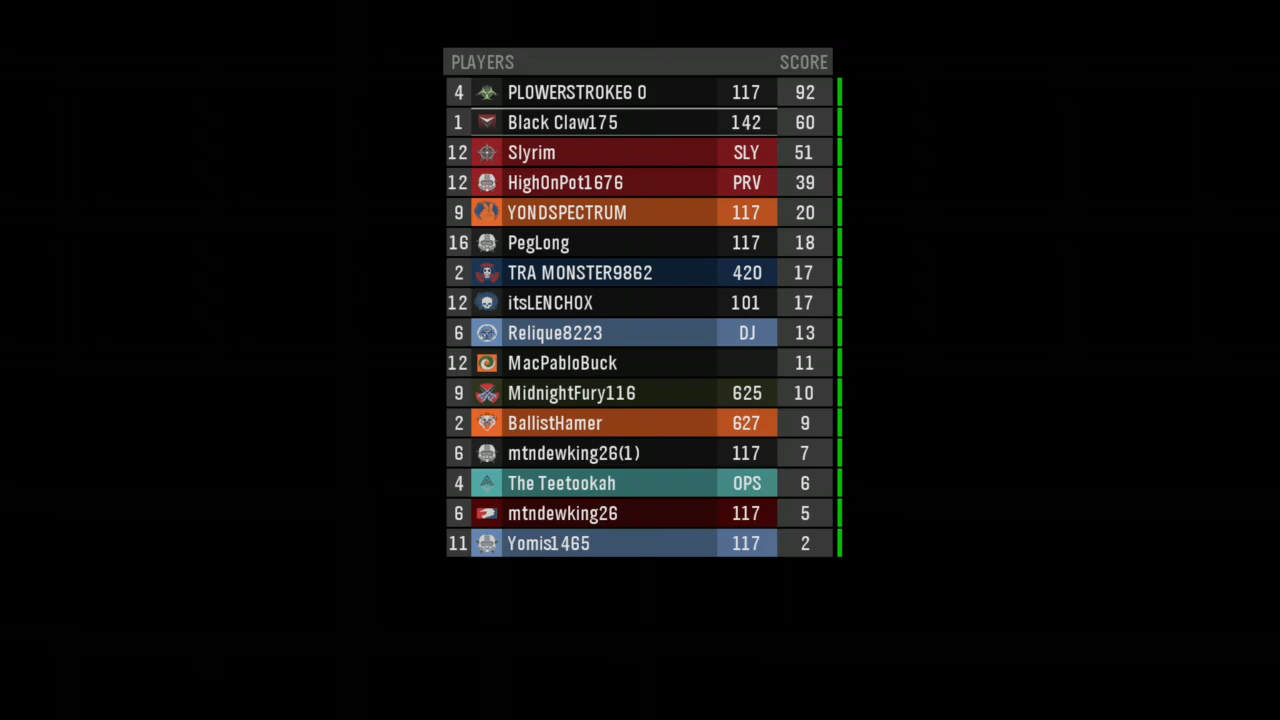 PLAYERS SCORE
4 PLOWERSTROKE6 0 117 92
1 Black Claw175 142 60
12 Slyrim SLY 51
12 HighOnPot1676 PRV 39
9 YONDSPECTRUM 117 20
16 PegLong 117 18
2 TRA MONSTER9862 420 17
12 itsLENCHOX 101 17
6 Relique8223 DJ 13
12 MacPabloBuck 11
9 MidnightFury116 625 10
2 BallistHamer 627 9
6 mtndewking26(1) 117 7
4 The Teetookah OPS 6
6 mtndewking26 117 5
11 Yomis1465 117 2